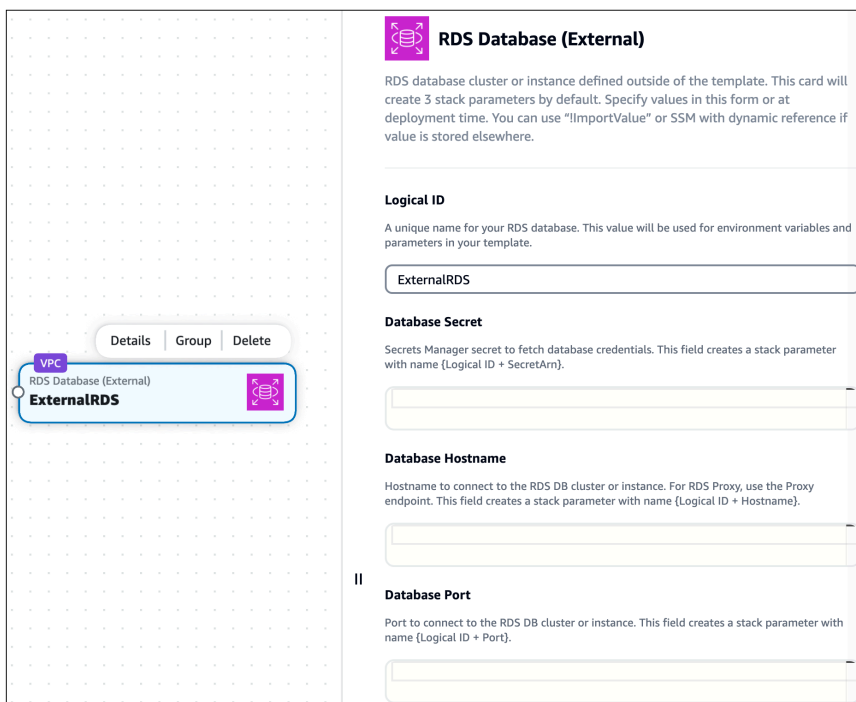 Details
Group
Delete
VPC
RDS Database (External)
ExternalRDS
RDS Database (External)
RDS database cluster or instance defined outside of the template. This card will
create 3 stack parameters by default. Specify values in this form or at
deployment time. You can use “!ImportValue” or SSM with dynamic reference if
value is stored elsewhere.
Logical ID
A unique name for your RDS database. This value will be used for environment variables and
parameters in your template.
ExternalRDS
Database Secret
Secrets Manager secret to fetch database credentials. This field creates a stack parameter
with name {Logical ID + SecretArn}.
Database Hostname
Hostname to connect to the RDS DB cluster or instance. For RDS Proxy, use the Proxy
endpoint. This field creates a stack parameter with name {Logical ID + Hostname}.
Database Port
Port to connect to the RDS DB cluster or instance. This field creates a stack parameter with
name {Logical ID + Port}.